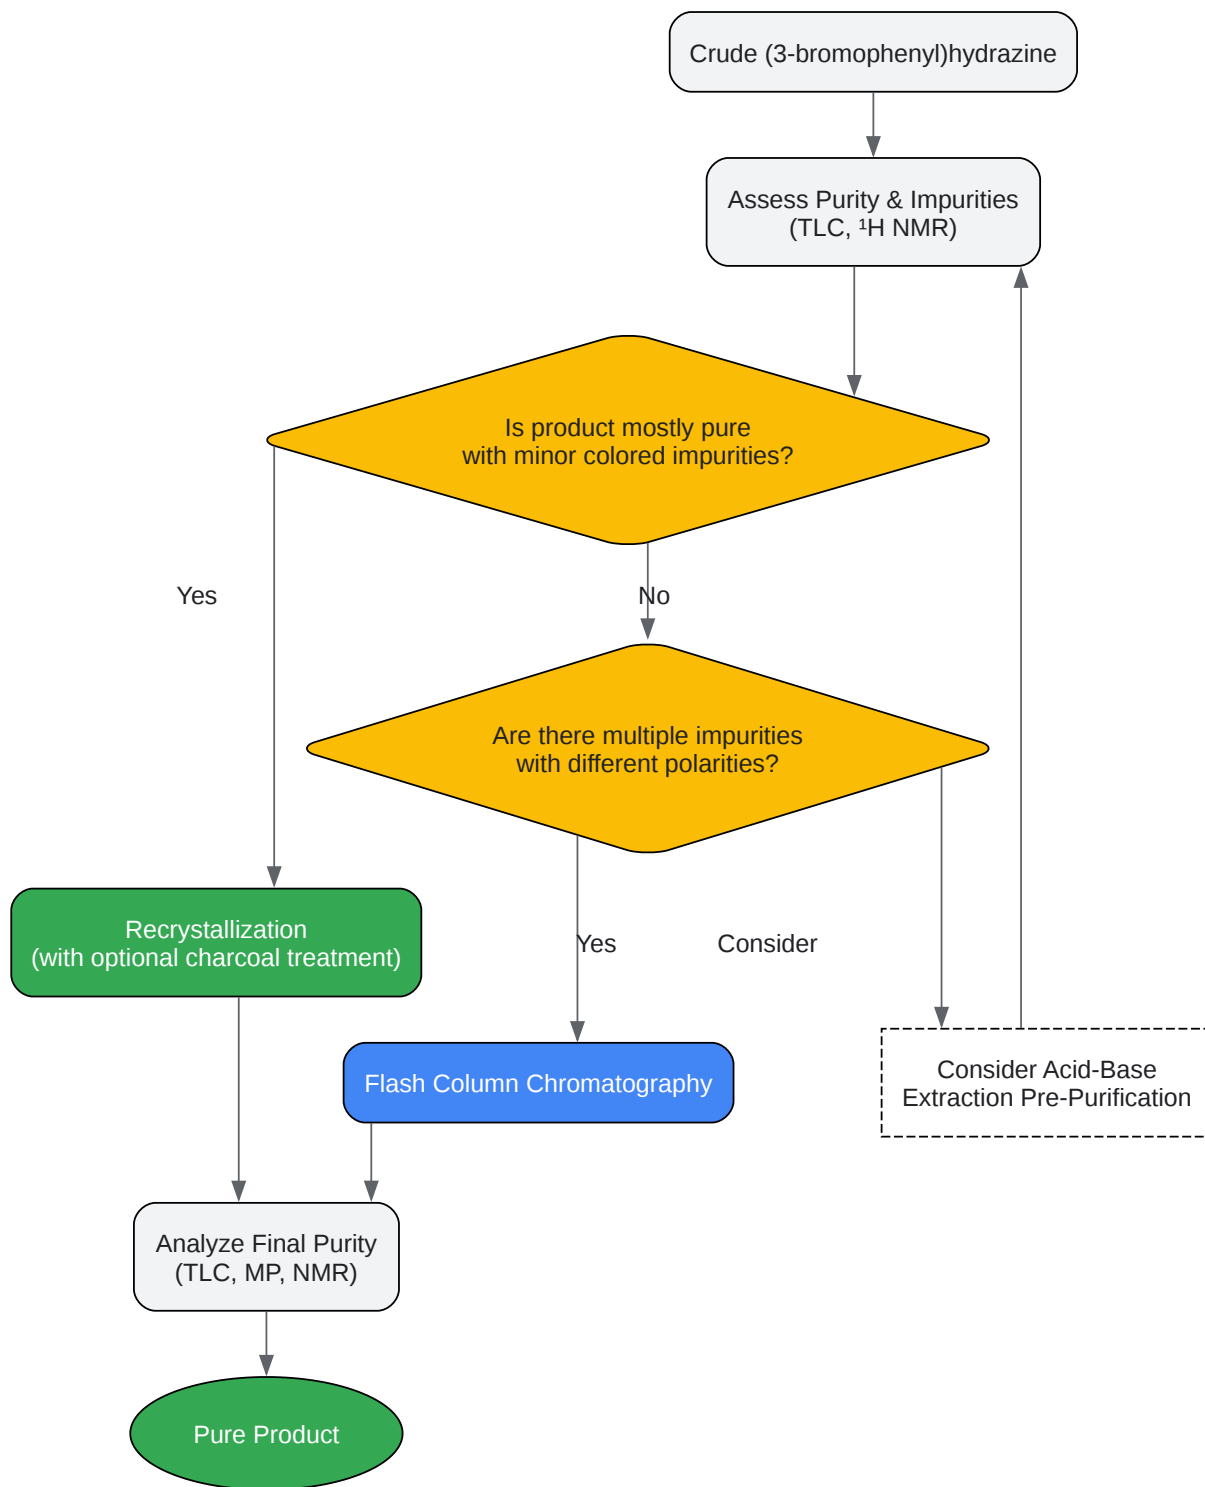 Crude (3-bromophenyl)hydrazine
Assess Purity & Impurities
(TLC, ¹H NMR)
Is product mostly pure
with minor colored impurities?
Yes
No
Are there multiple impurities
with different polarities?
Recrystallization
(with optional charcoal treatment)
Yes
Consider
Flash Column Chromatography
Consider Acid-Base
Extraction Pre-Purification
Analyze Final Purity
(TLC, MP, NMR)
Pure Product